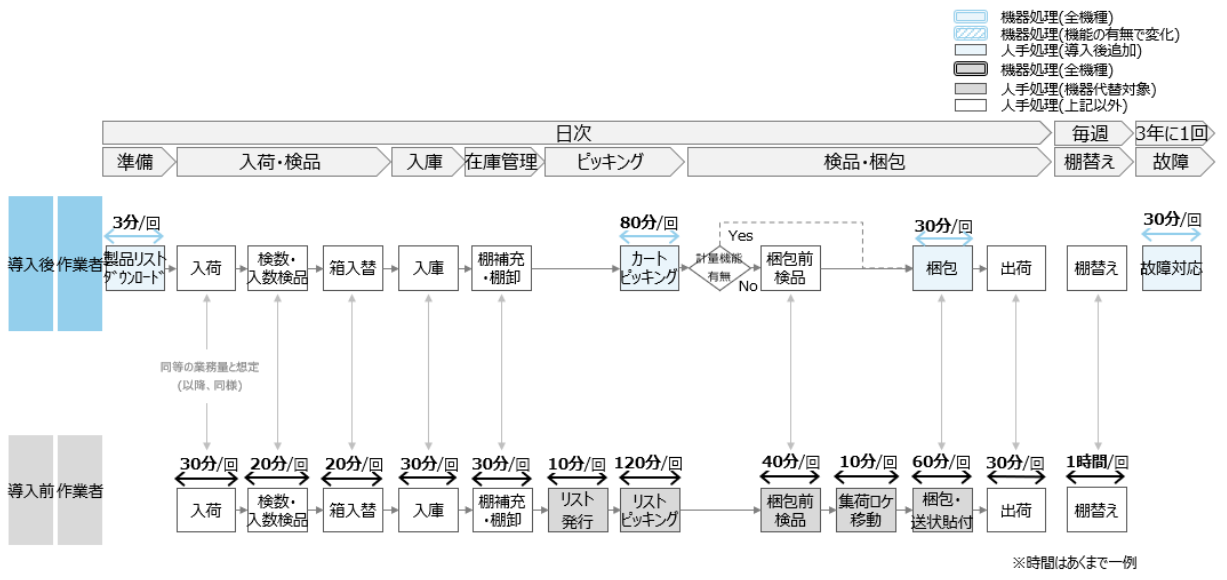 機器処理(全機種)
機器処理(機能の有無で変化)
人手処理(導入後追加)
機器処理(全機種)
人手処理(機器代替対象)
人手処理(上記以外)
日次
毎週
3年に1回
準備
入荷・検品
入庫
在庫管理
ピッキング
検品・梱包
棚替え
故障
導入後
作業者
3分/回
80分/回
30分/回
30分/回
製品リスト
ダウンロード
入荷
検数・
入数検品
箱入替
入庫
棚補充
・棚卸
カート
ピッキング
計量機能
有無
Yes
No
梱包前
検品
梱包
出荷
棚替え
故障対応
同等の業務量と想定
(以降、同様)
導入前
作業者
30分/回
20分/回
20分/回
30分/回
30分/回
10分/回
120分/回
40分/回
10分/回
60分/回
30分/回
1時間/回
入荷
検数・
入数検品
箱入替
入庫
棚補充
・棚卸
リスト
発行
リスト
ピッキング
梱包前
検品
集荷ロケ
移動
梱包・
送状貼付
出荷
棚替え
※時間はあくまで一例